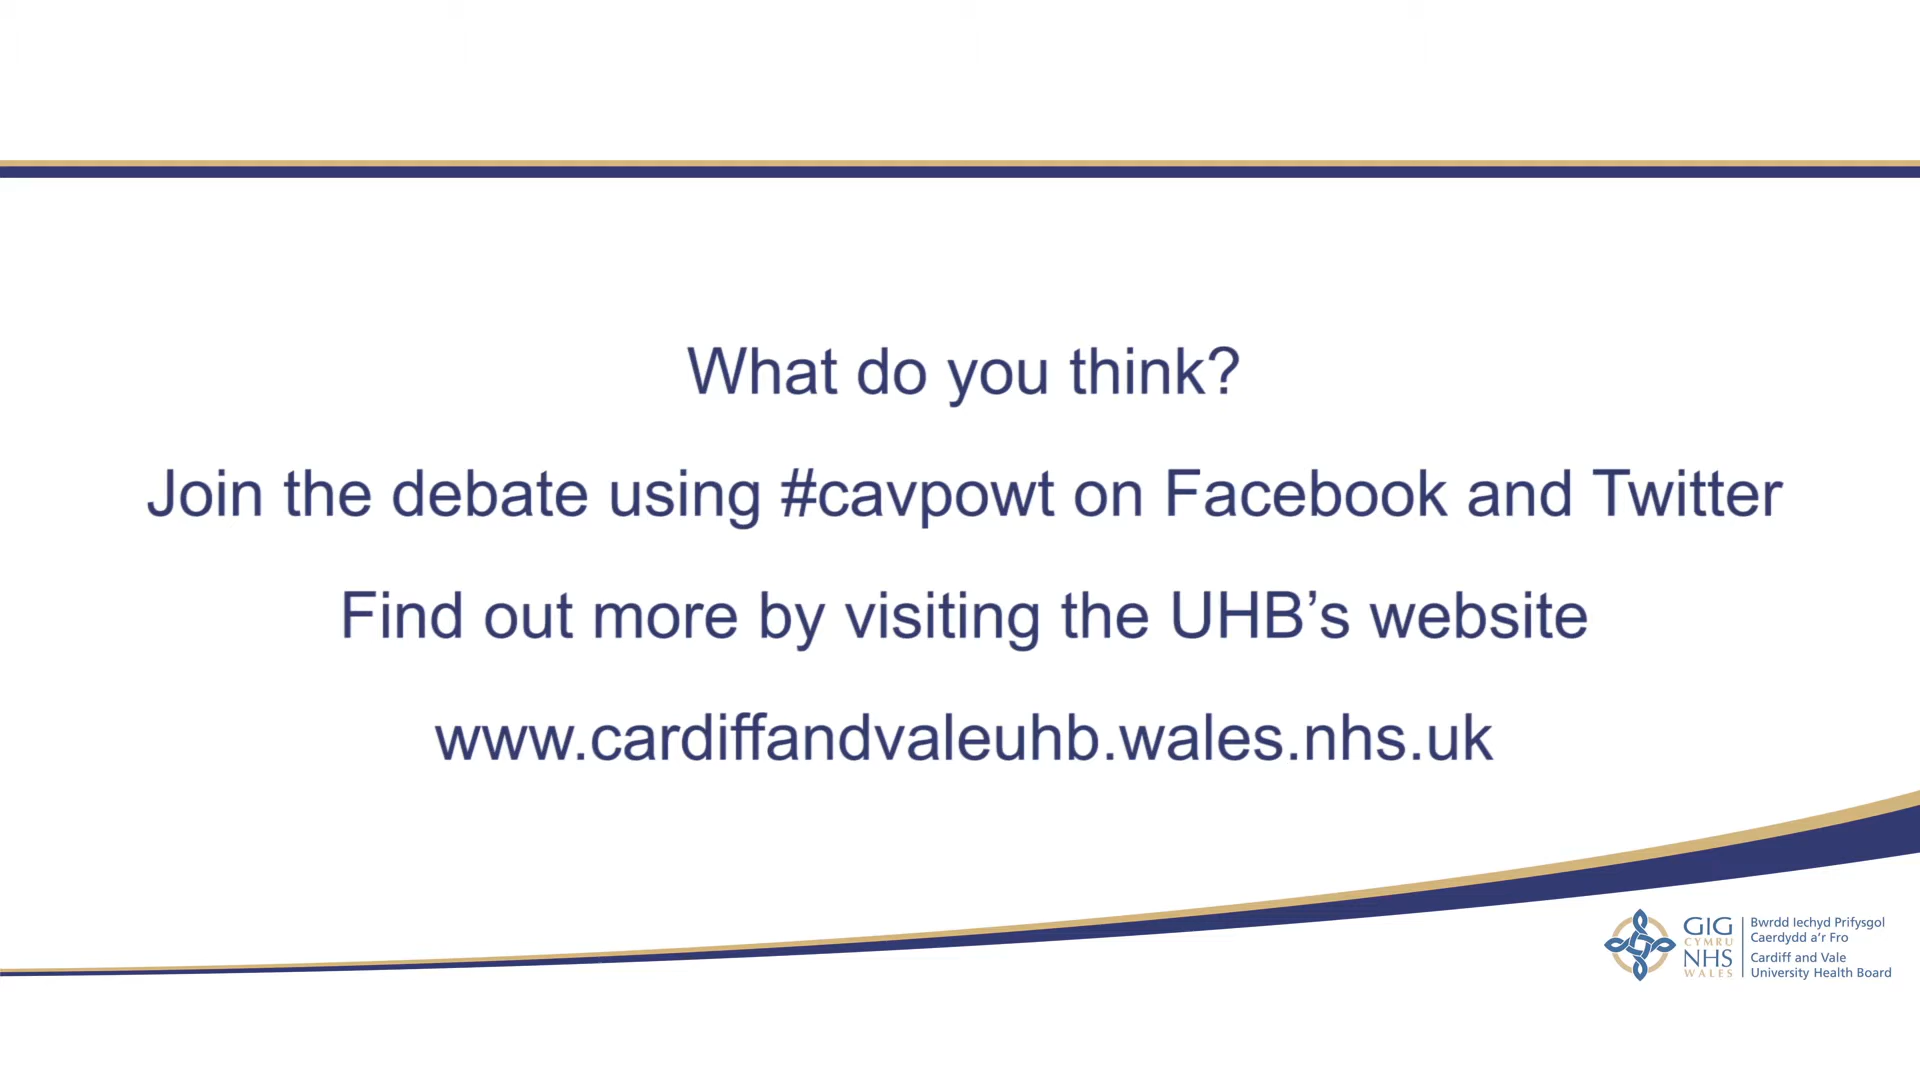 What do you think?
Join the debate using #cavpowt on Facebook and Twitter
Find out more by visiting the UHB’s website
www.cardiffandvaleuhb.wales.nhs.uk
GIG
CYMRU
NHS
WALES
Bwrdd Iechyd Prifysgol
Caerdydd a'r Fro
Cardiff and Vale
University Health Board